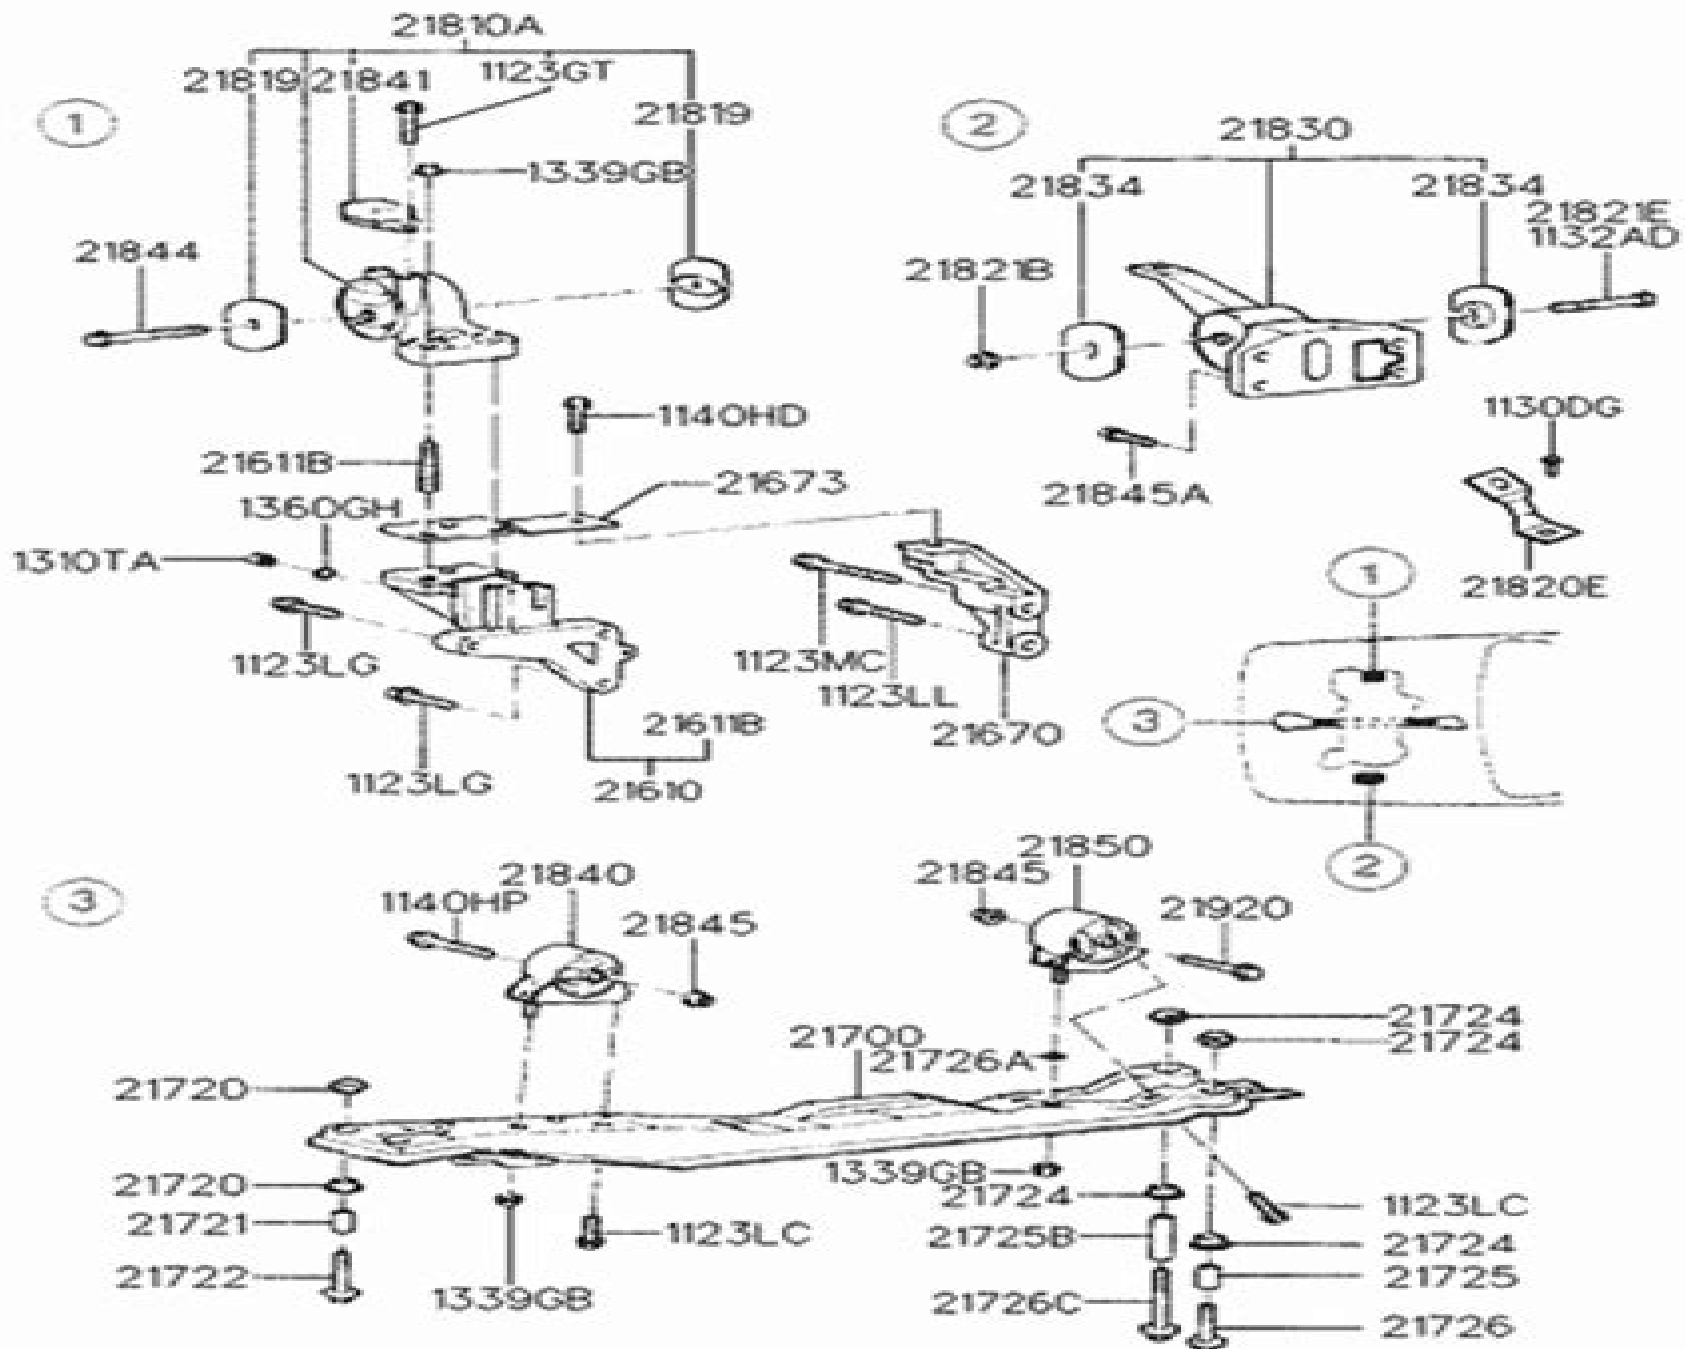 21810A
21819 21841
1123GT
21819
1
1339GB
21844
2
21830
21834
21834
21821E
1132AD
21821B
1140HD
21611B
21673
1360GH
1310TA
1123LG
1123MC
1123LL
21670
21611B
1123LG
21610
1130DG
21845A
21820E
1
3
2
3
21840
1140HP
21845
21850
21845
21920
21724
21724
21700
21726A
21720
21720
21721
21722
1339GB
1123LC
1339GB
21724
21725B
21726C
1123LC
21724
21725
21726